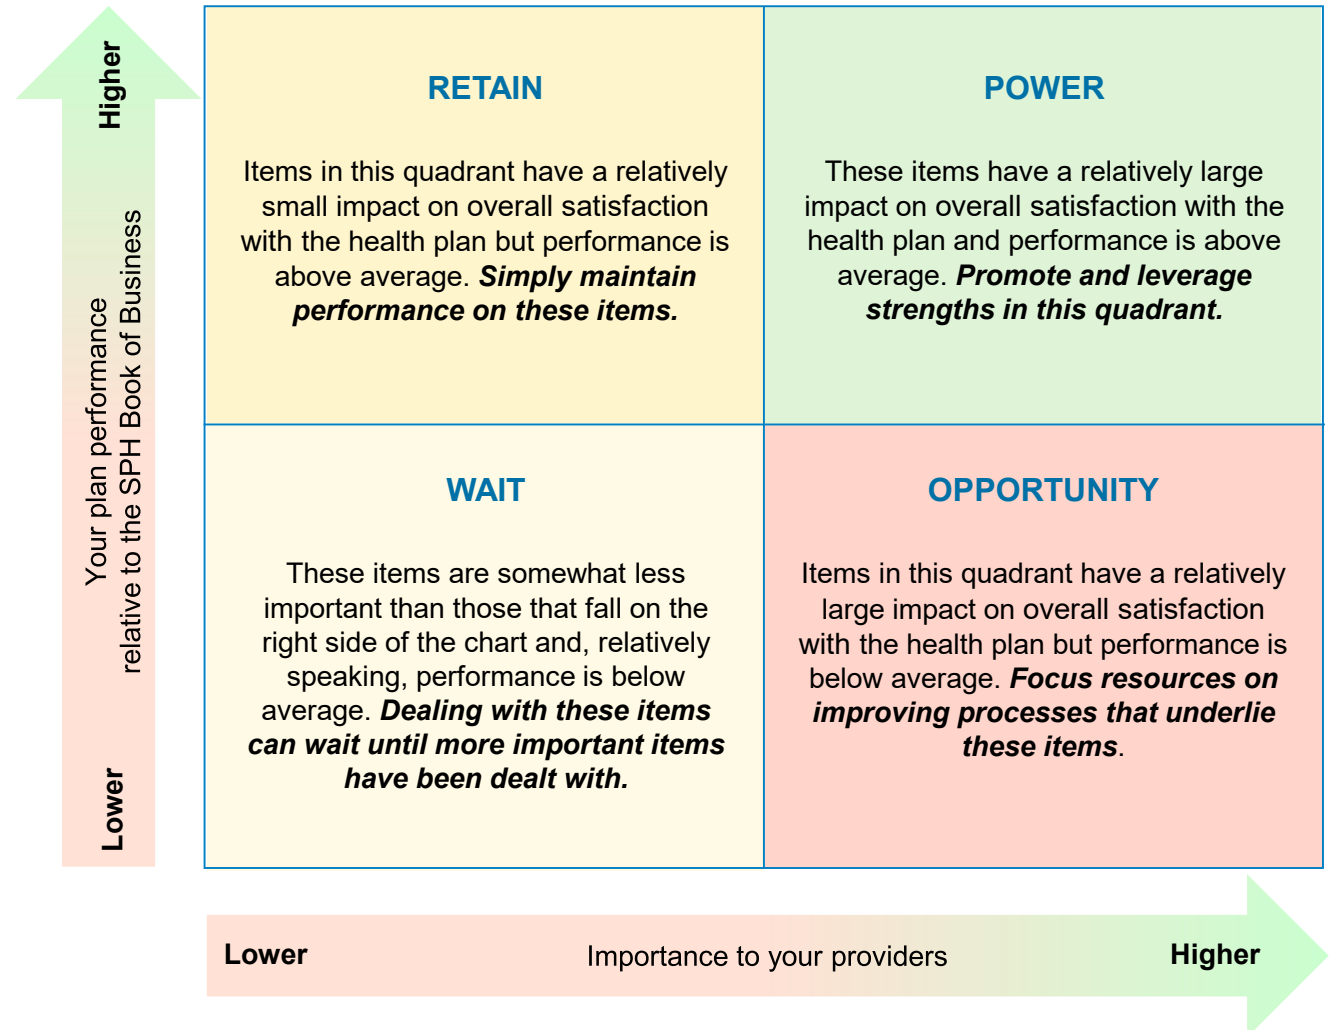 Higher
Your plan performance
relative to the SPH Book of Business
Lower
RETAIN
Items in this quadrant have a relatively
small impact on overall satisfaction
with the health plan but performance is
above average. Simply maintain
performance on these items.
POWER
These items have a relatively large
impact on overall satisfaction with the
health plan and performance is above
average. Promote and leverage
strengths in this quadrant.
WAIT
These items are somewhat less
important than those that fall on the
right side of the chart and, relatively
speaking, performance is below
average. Dealing with these items
can wait until more important items
have been dealt with.
OPPORTUNITY
Items in this quadrant have a relatively
large impact on overall satisfaction
with the health plan but performance is
below average. Focus resources on
improving processes that underlie
these items.
Lower
Importance to your providers
Higher